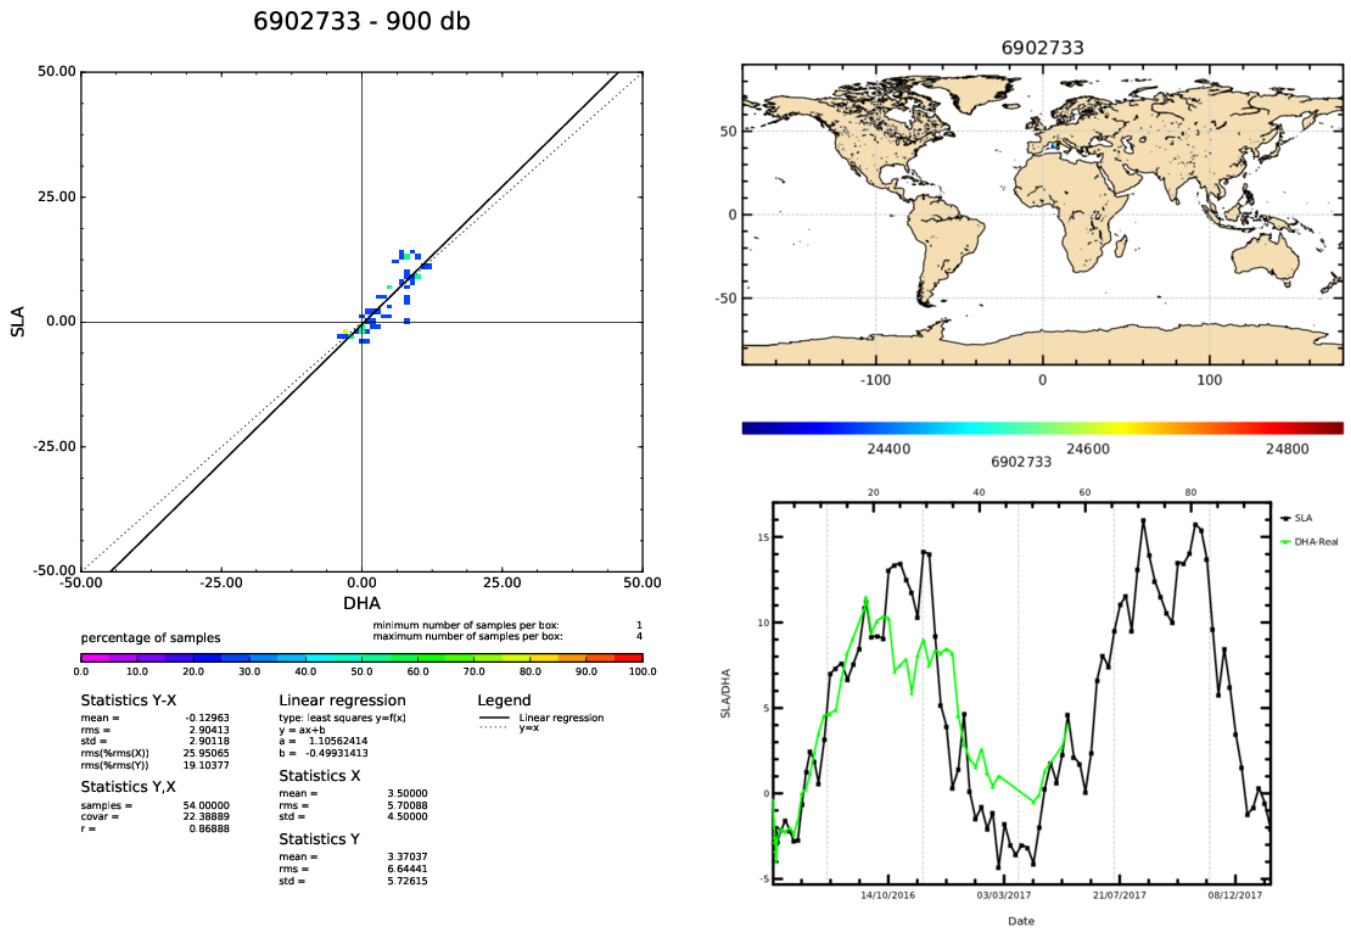 6902733 - 900 db
50.00
25.00
0.00
-25.00
-50.00
SLA
-50.00 -25.00 0.00 25.00 50.00
DHA
minimum number of samples per box: 1
percentage of samples maximum number of samples per box: 4
0.0 10.0 20.0 30.0 40.0 50.0 60.0 70.0 80.0 90.0 100.0
Statistics Y-X
mean = -0.12963
rms = 2.90413
std = 2.90118
rms(%rms(X)) 25.95065
rms(%rms(Y)) 19.10377
Statistics Y,X
samples = 54.00000
covar = 22.38889
r = 0.86888
Linear regression
type: least squares y=f(x)
y = ax+b
a = 1.10562414
b = -0.49931413
Statistics X
mean = 3.50000
rms = 5.70088
std = 4.50000
Statistics Y
mean = 3.37037
rms = 6.64441
std = 5.72615
Legend
Linear regression
y=x
6902733
50
0
-50
-100 0 100
24400 24600 24800
6902733
20 40 60 80
15
10
5
0
-5
SLA/DHA
SLA
DHA-Real
14/10/2016 03/03/2017 21/07/2017 08/12/2017
Date